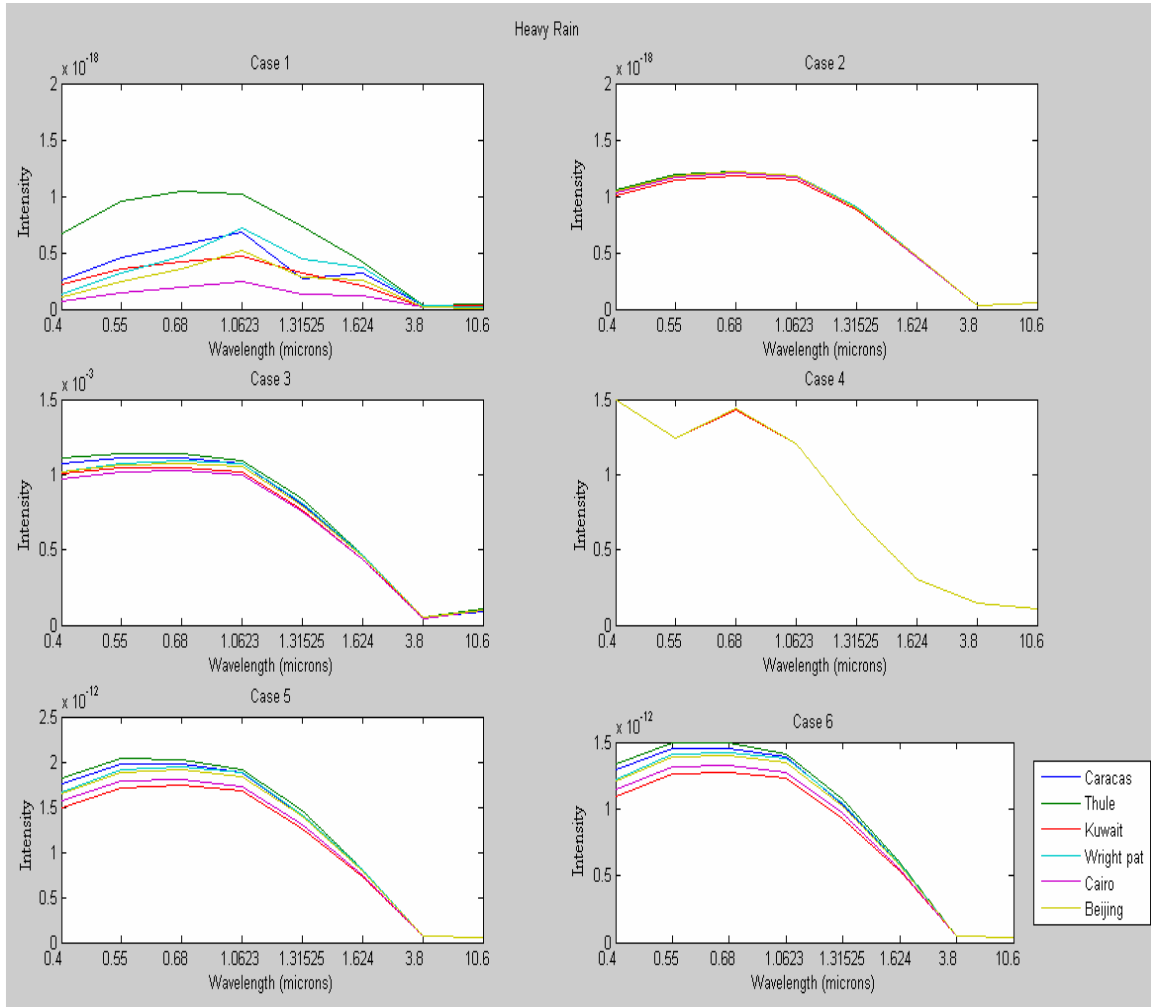 Heavy Rain
x 10-18
Case 1
2
1.5
1
0.5
0
Intensity
0.4 0.55 0.68 1.0623 1.31525 1.624 3.8 10.6
Wavelength (microns)
x 10-18
Case 2
2
1.5
1
0.5
0
Intensity
0.4 0.55 0.68 1.0623 1.31525 1.624 3.8 10.6
Wavelength (microns)
x 10-3
Case 3
1.5
1
0.5
0
Intensity
0.4 0.55 0.68 1.0623 1.31525 1.624 3.8 10.6
Wavelength (microns)
Case 4
1.5
1
0.5
0
Intensity
0.4 0.55 0.68 1.0623 1.31525 1.624 3.8 10.6
Wavelength (microns)
x 10-12
Case 5
2.5
2
1.5
1
0.5
0
Intensity
0.4 0.55 0.68 1.0623 1.31525 1.624 3.8 10.6
Wavelength (microns)
x 10-12
Case 6
1.5
1
0.5
0
Intensity
0.4 0.55 0.68 1.0623 1.31525 1.624 3.8 10.6
Wavelength (microns)
Caracas
Thule
Kuwait
Wright pat
Cairo
Beijing